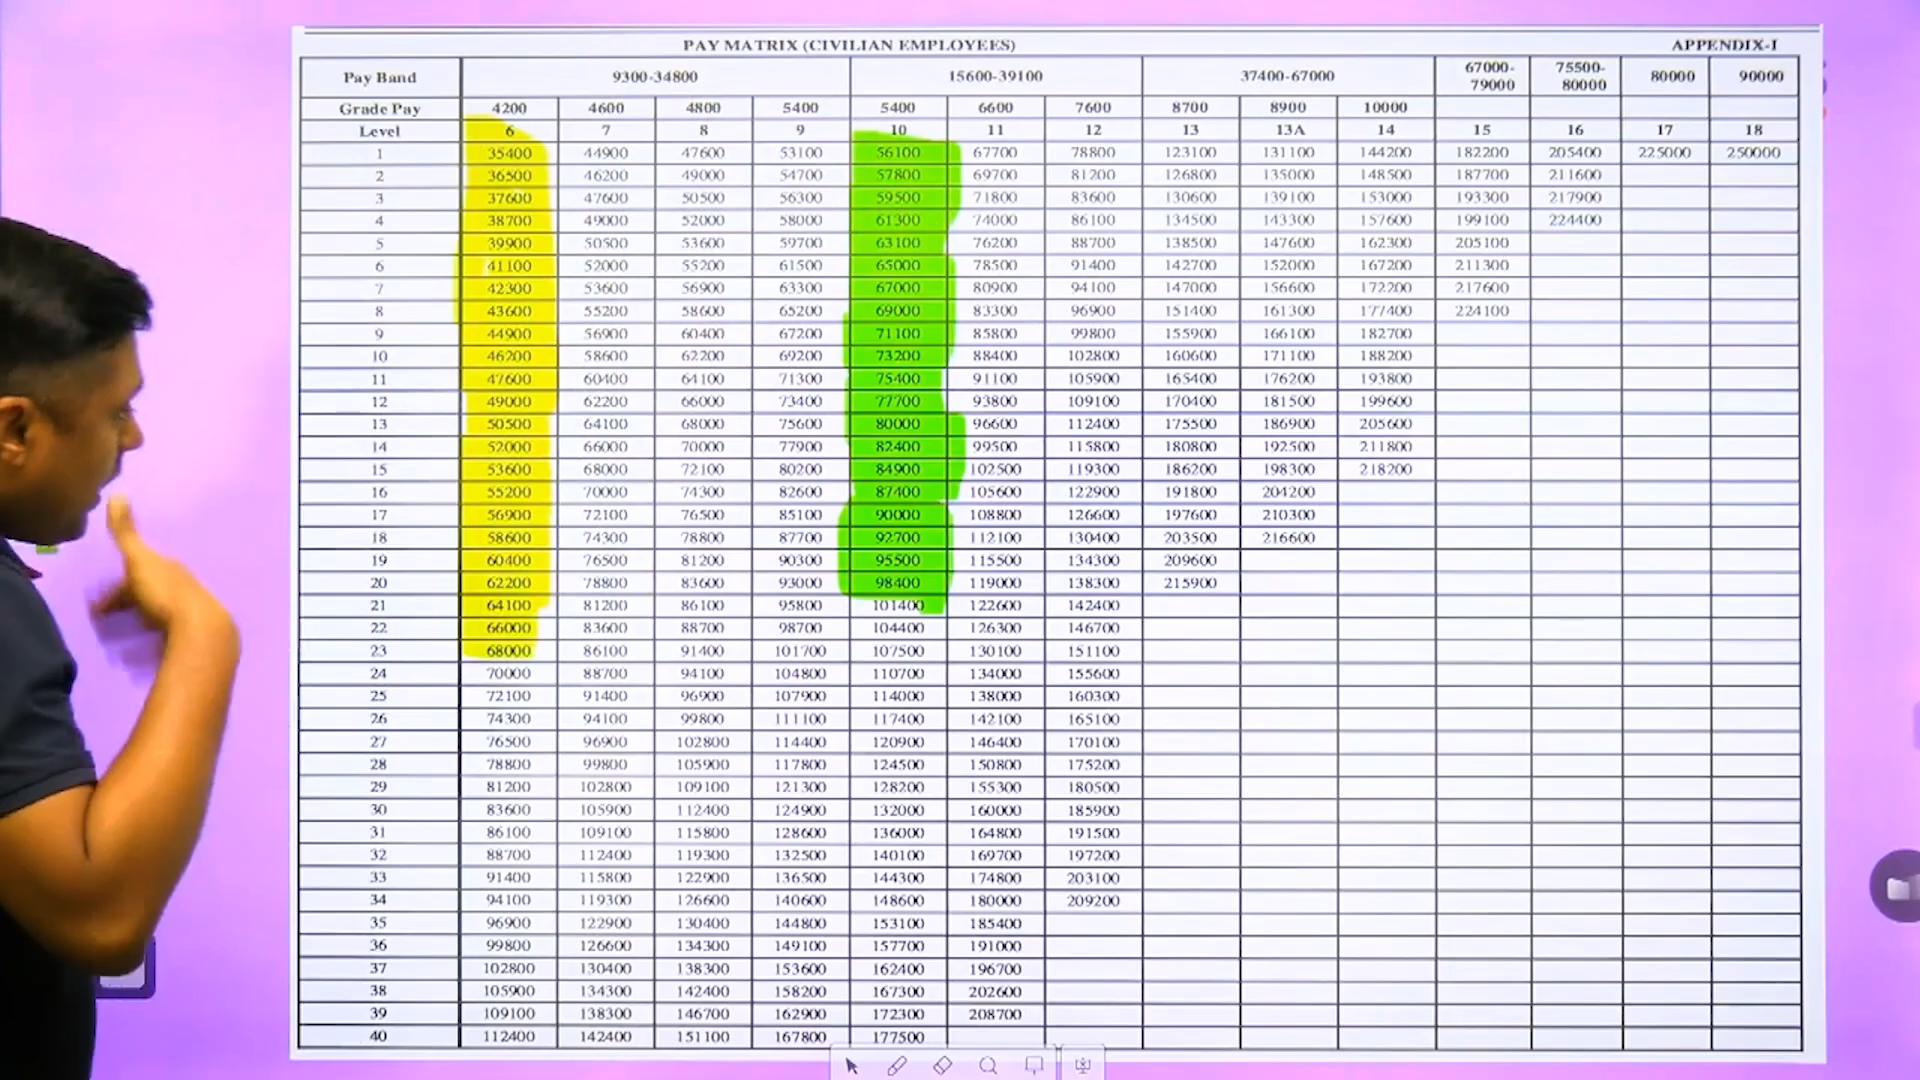 PAY MATRIX (CIVILIAN EMPLOYEES) APPENDIX-I
Pay Band 9300-34800 15600-39100 37400-67000 67000-79000 75500-80000 80000 90000
Grade Pay 4200 4600 4800 5400 5400 6600 7600 8700 8900 10000
Level 6 7 8 9 10 11 12 13 13A 14 15 16 17 18
1 35400 44900 47600 53100 56100 67700 78800 123100 131100 144200 182200 205400 225000 250000
2 36500 46200 49000 54700 57800 69700 81200 126800 135000 148500 187700 211600
3 37600 47600 50500 56300 59500 71800 83600 130600 139100 153000 193300 217900
4 38700 49000 52000 58000 61300 74000 86100 134500 143300 157600 199100 224400
5 39900 50500 53600 59700 63100 76200 88700 138500 147600 162300 205100
6 41100 52000 55200 61500 65000 78500 91400 142700 152000 167200 211300
7 42300 53600 56900 63300 67000 80900 94100 147000 156600 172200 217600
8 43600 55200 58600 65200 69000 83300 96900 151400 161300 177400 224100
9 44900 56900 60400 67200 71100 85800 99800 155900 166100 182700
10 46200 58600 62200 69200 73200 88400 102800 160600 171100 188200
11 47600 60400 64100 71300 75400 91100 105900 165400 176200 193800
12 49000 62200 66000 73400 77700 93800 109100 170400 181500 199600
13 50500 64100 68000 75600 80000 96600 112400 175500 186900 205600
14 52000 66000 70000 77900 82400 99500 115800 180800 192500 211800
15 53600 68000 72100 80200 84900 102500 119300 186200 198300 218200
16 55200 70000 74300 82600 87400 105600 122900 191800 204200
17 56900 72100 76500 85100 90000 108800 126600 197600 210300
18 58600 74300 78800 87700 92700 112100 130400 203500 216600
19 60400 76500 81200 90300 95500 115500 134300 209600
20 62200 78800 83600 93000 98400 119000 138300 215900
21 64100 81200 86100 95800 101400 122600 142400
22 66000 83600 88700 98700 104400 126300 146700
23 68000 86100 91400 101700 107500 130100 151100
24 70000 88700 94100 104800 110700 134000 155600
25 72100 91400 96900 107900 114000 138000 160300
26 74300 94100 99800 111100 117400 142100 165100
27 76500 96900 102800 114400 120900 146400 170100
28 78800 99800 105900 117800 124500 150800 175200
29 81200 102800 109100 121300 128200 155300 180500
30 83600 105900 112400 124900 132000 160000 185900
31 86100 109100 115800 128600 136000 164800 191500
32 88700 112400 119300 132500 140100 169700 197200
33 91400 115800 122900 136500 144300 174800 203100
34 94100 119300 126600 140600 148600 180000 209200
35 96900 122900 130400 144800 153100 185400
36 99800 126600 134300 149100 157700 191000
37 102800 130400 138300 153600 162400 196700
38 105900 134300 142400 158200 167300 202600
39 109100 138300 146700 162900 172300 208700
40 112400 142400 151100 167800 177500